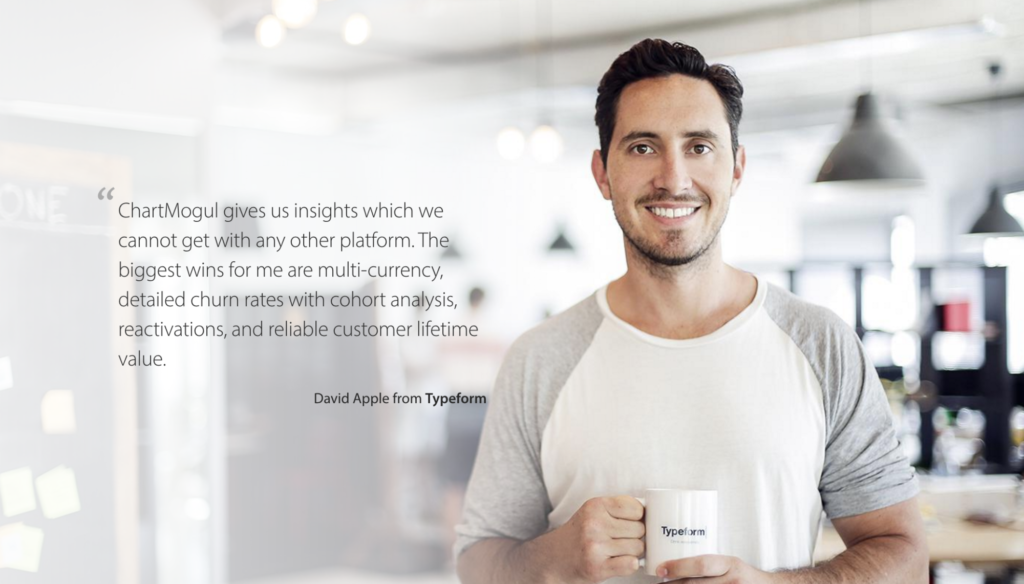 ONE
“
ChartMogul gives us insights which we
cannot get with any other platform. The
biggest wins for me are multi-currency,
detailed churn rates with cohort analysis,
reactivations, and reliable customer lifetime
value.
David Apple from Typeform
Typeform